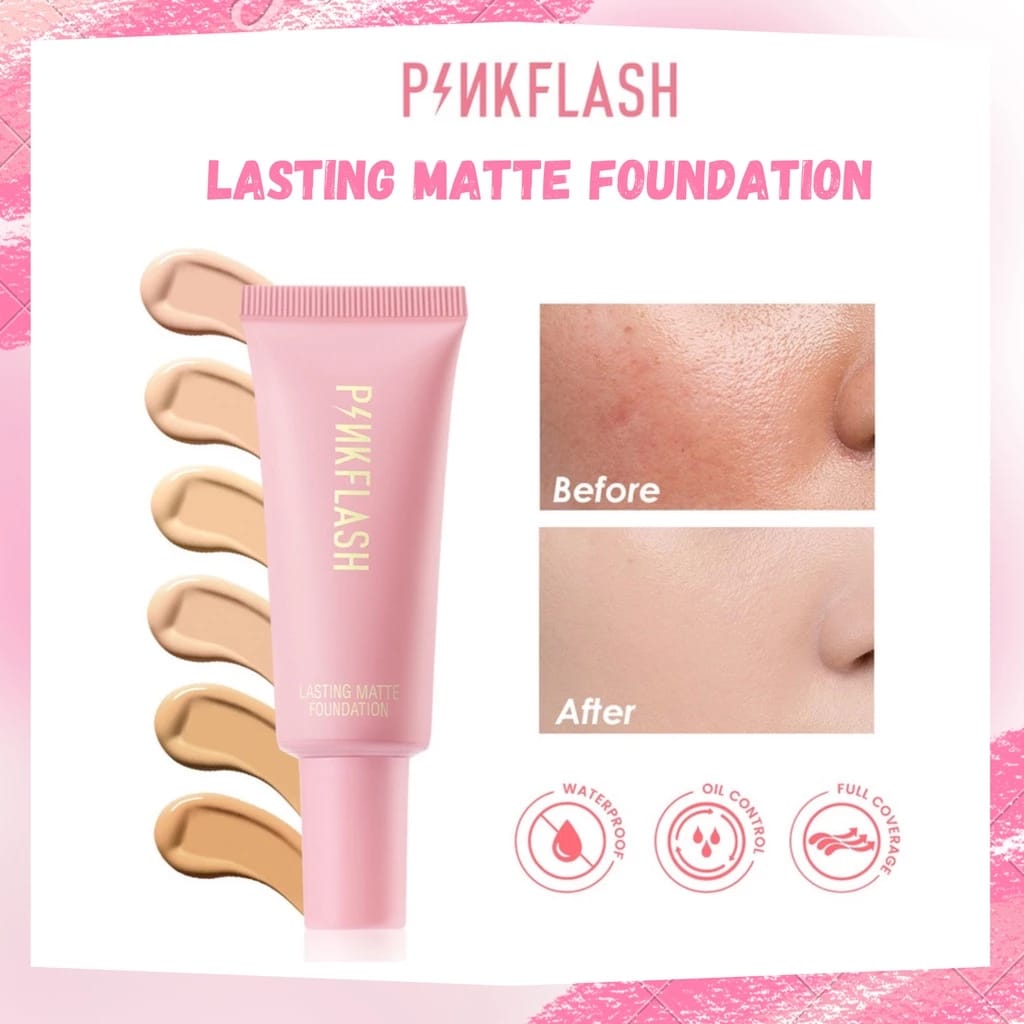 PINKFLASH
LASTING MATTE FOUNDATION
PINKFLASH
LASTING MATTE
FOUNDATION
Before
After
WATERPROOF
OIL CONTROL
FULL COVERAGE